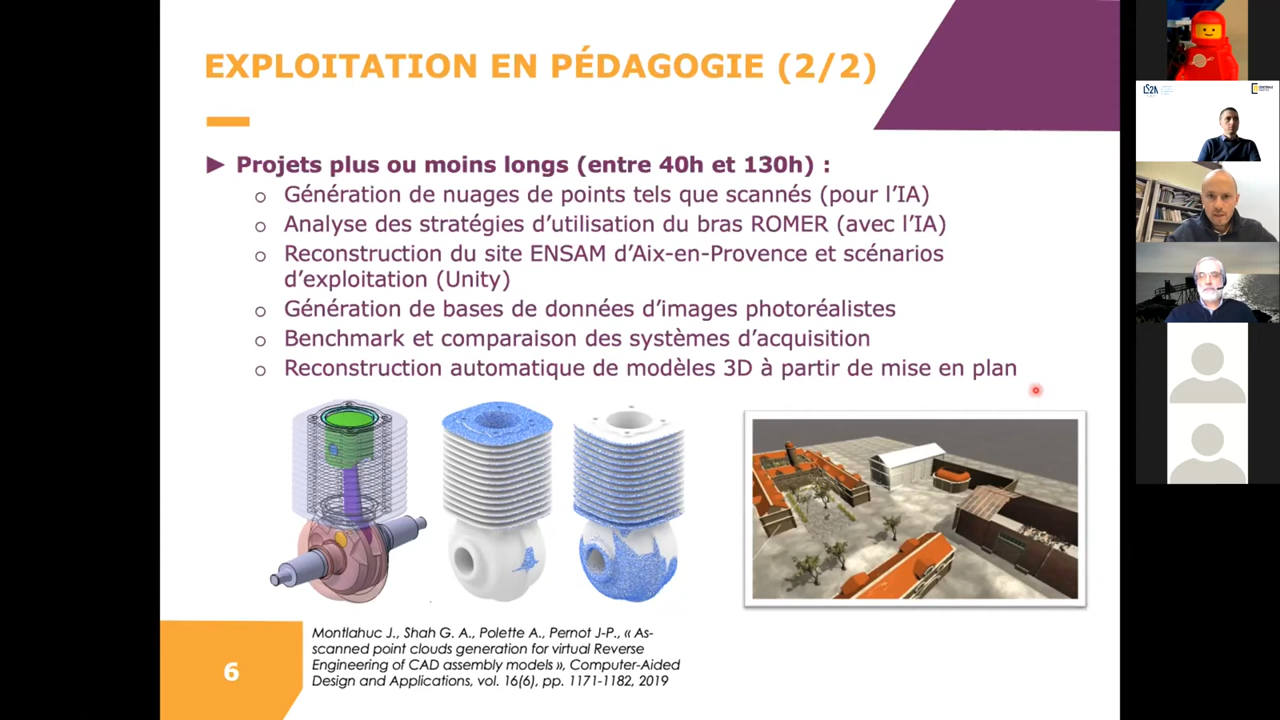 EXPLOITATION EN PÉDAGOGIE (2/2)
► Projets plus ou moins longs (entre 40h et 130h) :
o Génération de nuages de points tels que scannés (pour l’IA)
o Analyse des stratégies d’utilisation du bras ROMER (avec l’IA)
o Reconstruction du site ENSAM d’Aix-en-Provence et scénarios
d’exploitation (Unity)
o Génération de bases de données d’images photoréalistes
o Benchmark et comparaison des systèmes d’acquisition
o Reconstruction automatique de modèles 3D à partir de mise en plan
Montlahuc J., Shah G. A., Polette A., Pernot J-P., « As-
scanned point clouds generation for virtual Reverse
Engineering of CAD assembly models », Computer-Aided
Design and Applications, vol. 16(6), pp. 1171-1182, 2019
6